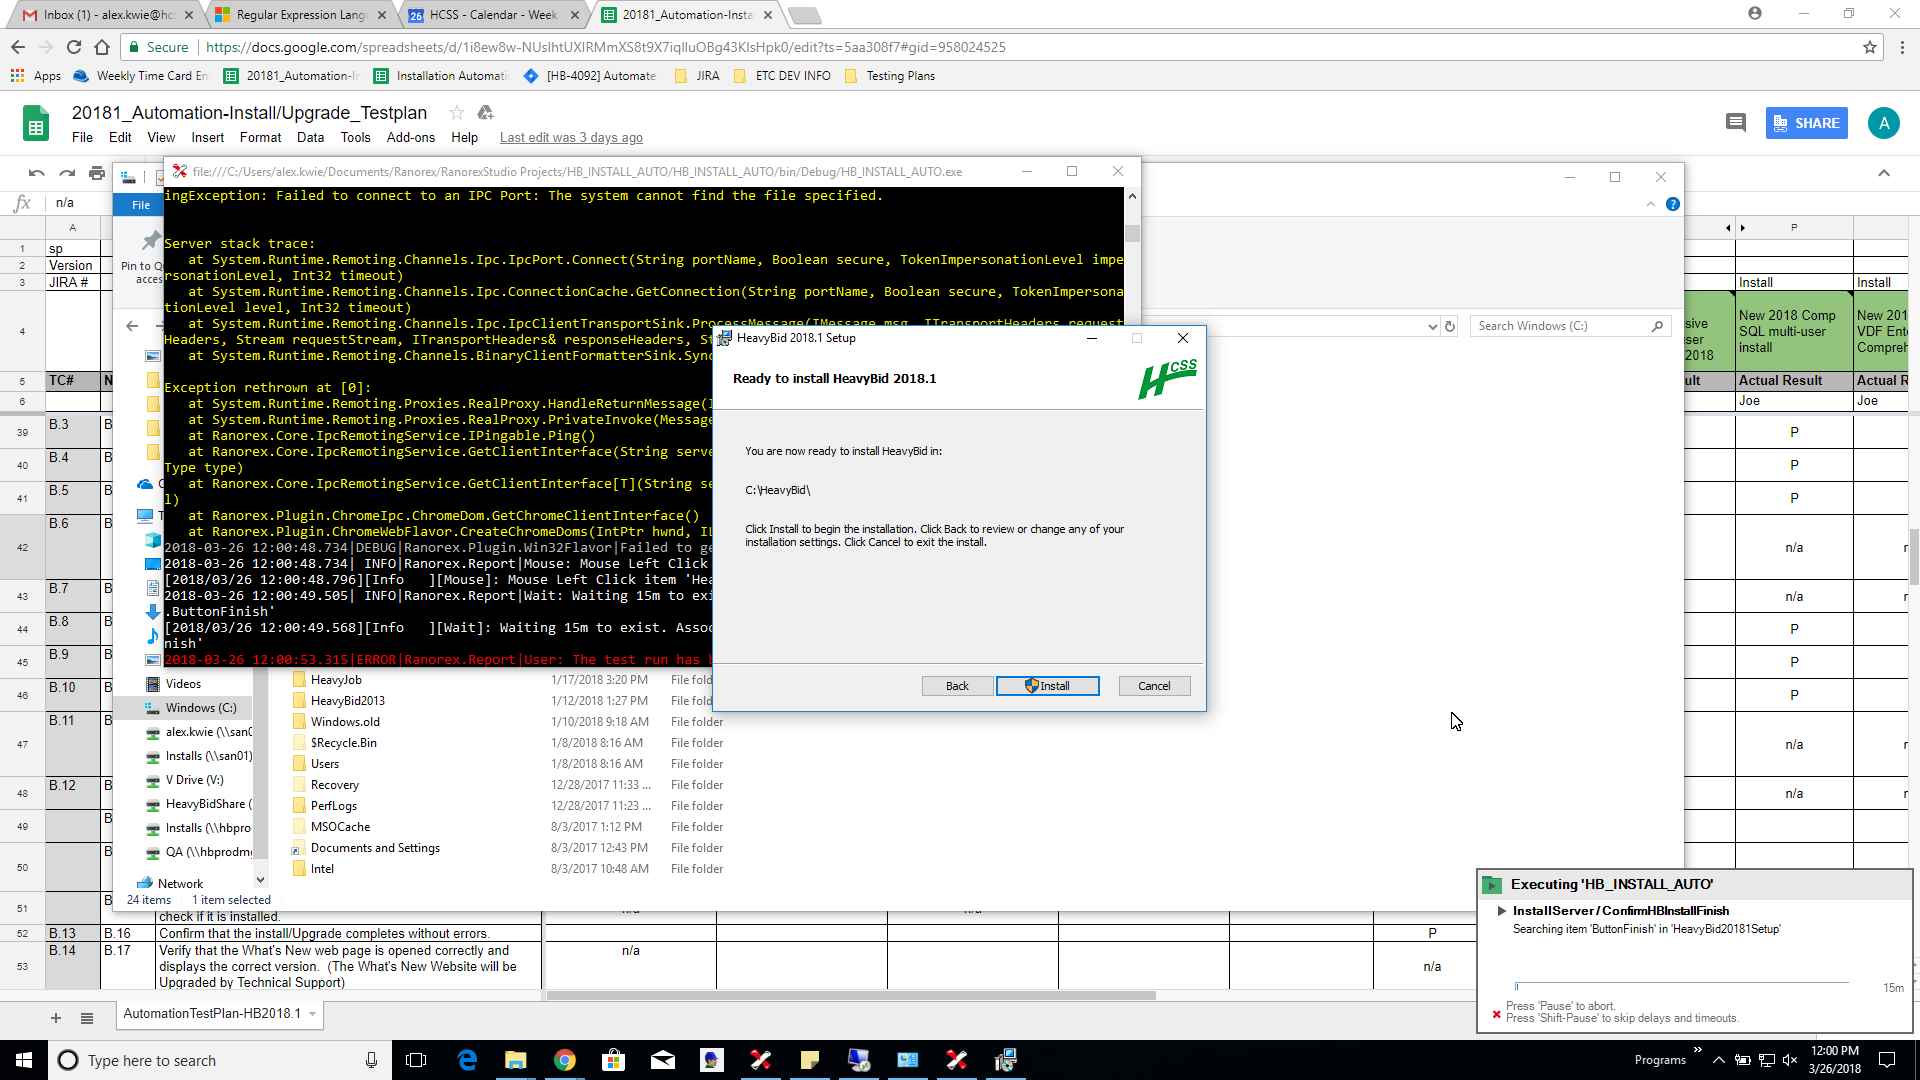 Inbox (1) - alex.kwie@hcs
Regular Expression Lang
HCSS - Calendar - Week
20181_Automation-Insta
Secure
https://docs.google.com/spreadsheets/d/1i8ew8w-NUsIhtUXIRMmXS8t9X7iqIluOBg43KlsHpk0/edit?ts=5aa308f7#gid=958024525
Apps
Weekly Time Card En
20181_Automation-I
Installation Automati
[HB-4092] Automate
JIRA
ETC DEV INFO
Testing Plans
20181_Automation-Install/Upgrade_Testplan
File Edit View Insert Format Data Tools Add-ons Help Last edit was 3 days ago
SHARE
A
file:///C:/Users/alex.kwie/Documents/Ranorex/RanorexStudio Projects/HB_INSTALL_AUTO/HB_INSTALL_AUTO/bin/Debug/HB_INSTALL_AUTO.exe
fx n/a
File
Pin to Q
acces
ingException: Failed to connect to an IPC Port: The system cannot find the file specified.
Server stack trace:
at System.Runtime.Remoting.Channels.Ipc.IpcPort.Connect(String portName, Boolean secure, TokenImpersonationLevel impe
rsonationLevel, Int32 timeout)
at System.Runtime.Remoting.Channels.Ipc.ConnectionCache.GetConnection(String portName, Boolean secure, TokenImpersona
tionLevel level, Int32 timeout)
at System.Runtime.Remoting.Channels.Ipc.IpcClientTransportSink.ProcessMessage(IMessage msg, ITransportHeaders request
Headers, Stream requestStream, ITransportHeaders& responseHeaders, St
at System.Runtime.Remoting.Channels.BinaryClientFormatterSink.Sync
Exception rethrown at [0]:
at System.Runtime.Remoting.Proxies.RealProxy.HandleReturnMessage(I
at System.Runtime.Remoting.Proxies.RealProxy.PrivateInvoke(Message
at Ranorex.Core.IpcRemotingService.IPingable.Ping()
at Ranorex.Core.IpcRemotingService.GetClientInterface(String serve
Type type)
at Ranorex.Core.IpcRemotingService.GetClientInterface[T](String se
l)
at Ranorex.Plugin.ChromeIpc.ChromeDom.GetChromeClientInterface()
at Ranorex.Plugin.ChromeWebFlavor.CreateChromeDoms(IntPtr hwnd, IL
2018-03-26 12:00:48.734|DEBUG|Ranorex.Plugin.Win32Flavor|Failed to ge
2018-03-26 12:00:48.734| INFO|Ranorex.Report|Mouse: Mouse Left Click
[2018/03/26 12:00:48.796][Info ][Mouse]: Mouse Left Click item 'Hea
2018-03-26 12:00:49.505| INFO|Ranorex.Report|Wait: Waiting 15m to exi
.ButtonFinish'
[2018/03/26 12:00:49.568][Info ][Wait]: Waiting 15m to exist. Assoc
nish'
2018-03-26 12:00:53.315|ERROR|Ranorex.Report|User: The test run has b
HeavyBid 2018.1 Setup
Ready to install HeavyBid 2018.1
HCSS
You are now ready to install HeavyBid in:
C:\HeavyBid\
Click Install to begin the installation. Click Back to review or change any of your
installation settings. Click Cancel to exit the install.
Back
Install
Cancel
Search Windows (C:)
A
P
1 sp
2 Version
3 JIRA #
Install Install
4
sive
ser
2018
New 2018 Comp
SQL multi-user
install
New 201
VDF Ent
Compreh
5 TC# N
ult Actual Result Actual R
6 Joe Joe
39 B.3 B P
40 B.4 B P
41 B.5 B P
42 B.6 n/a
43 B.7 n/a
44 B.8 P
45 B.9 P
46 B.10 P
47 B.11 n/a
48 B.12 n/a
49
50
51
Videos
Windows (C:)
alex.kwie (\\san0
Installs (\\san01)
V Drive (V:)
HeavyBidShare (
Installs (\\hbpro
QA (\\hbprodm
Network
HeavyJob 1/17/2018 3:20 PM File fold
HeavyBid2013 1/12/2018 1:27 PM File fold
Windows.old 1/10/2018 9:18 AM File folder
$Recycle.Bin 1/8/2018 8:16 AM File folder
Users 1/8/2018 8:16 AM File folder
Recovery 12/28/2017 11:33 ... File folder
PerfLogs 12/28/2017 11:23 ... File folder
MSOCache 8/3/2017 1:12 PM File folder
Documents and Settings 8/3/2017 12:43 PM File folder
Intel 8/3/2017 10:48 AM File folder
24 items 1 item selected
check if it is installed.
52 B.13 B.16 Confirm that the install/Upgrade completes without errors. P
53 B.14 B.17 Verify that the What's New web page is opened correctly and
displays the correct version. (The What's New Website will be
Upgraded by Technical Support)
n/a
n/a
AutomationTestPlan-HB2018.1
Executing 'HB_INSTALL_AUTO'
InstallServer / ConfirmHBInstallFinish
Searching item 'ButtonFinish' in 'HeavyBid20181Setup'
15m
Press 'Pause' to abort.
Press 'Shift-Pause' to skip delays and timeouts.
Type here to search
Programs
12:00 PM
3/26/2018